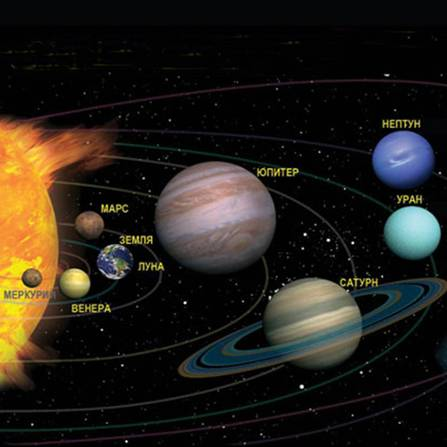 НЕПТУН
ЮПИТЕР
УРАН
МАРС
ЗЕМЛЯ
ЛУНА
САТУРН
МЕРКУРИЙ
ВЕНЕРА